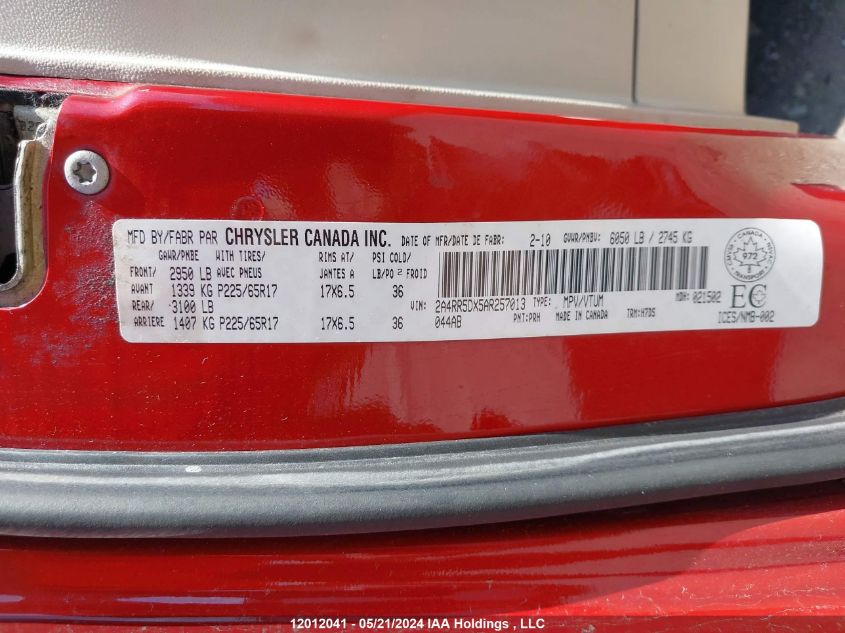 MFD BY/FABR PAR CHRYSLER CANADA INC. DATE OF MFR/DATE DE FABR: 2-10 GVWR/PNBV: 6050 LB / 2745 KG
GAWR/PNBE WITH TIRES/ RIMS AT/ PSI COLD/
FRONT/ 2950 LB AVEC PNEUS JANTES A LB/PO2 FROID
AVANT 1339 KG P225/65R17 17X6.5 36
REAR/ 3100 LB
ARRIERE 1407 KG P225/65R17 17X6.5 36
VIN: 2A4RR5DX5AR257013 TYPE: MPV/VTUM MDH: 021502
044AB PNT:PRH MADE IN CANADA TRM:H7DS
CANADA
972
TRANSPORT
EC
ICES/NMB-002
12012041 - 05/21/2024 IAA Holdings , LLC